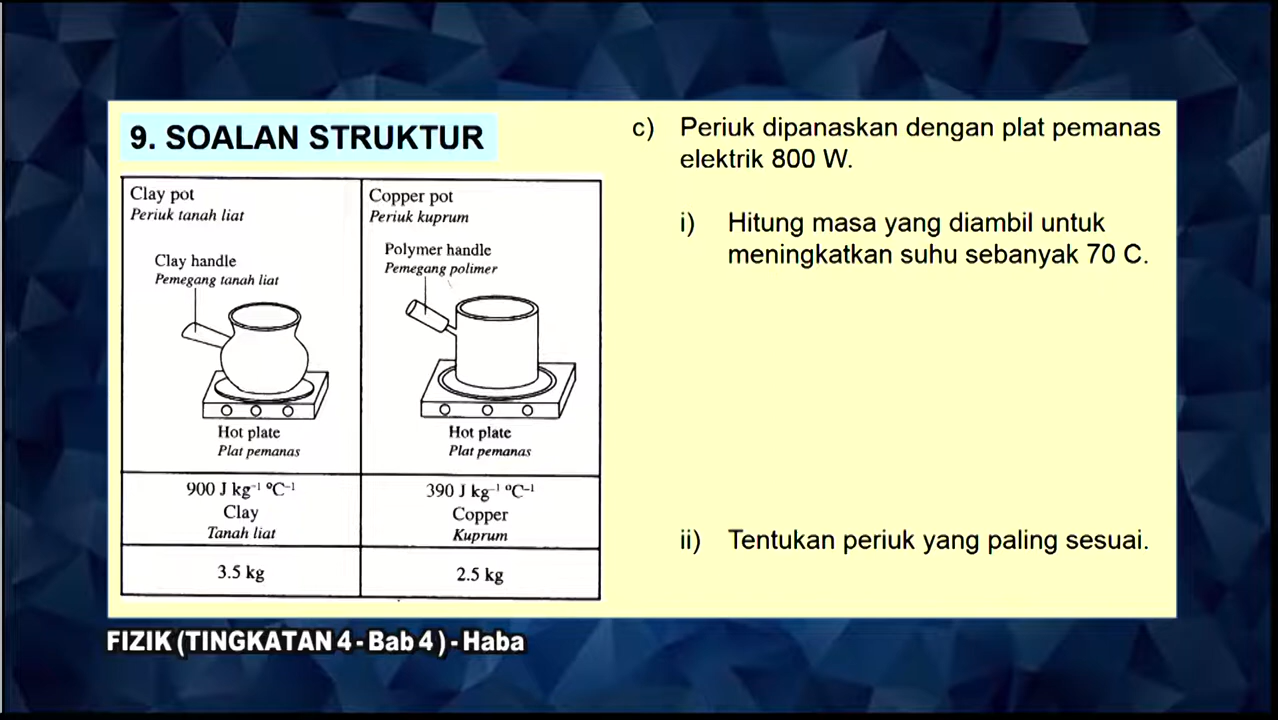 9. SOALAN STRUKTUR
Clay pot
Periuk tanah liat
Clay handle
Pemegang tanah liat
Hot plate
Plat pemanas
900 J kg⁻¹ °C⁻¹
Clay
Tanah liat
3.5 kg
Copper pot
Periuk kuprum
Polymer handle
Pemegang polimer
Hot plate
Plat pemanas
390 J kg⁻¹ °C⁻¹
Copper
Kuprum
2.5 kg
c) Periuk dipanaskan dengan plat pemanas
elektrik 800 W.
i) Hitung masa yang diambil untuk
meningkatkan suhu sebanyak 70 C.
ii) Tentukan periuk yang paling sesuai.
FIZIK (TINGKATAN 4 - Bab 4 ) - Haba